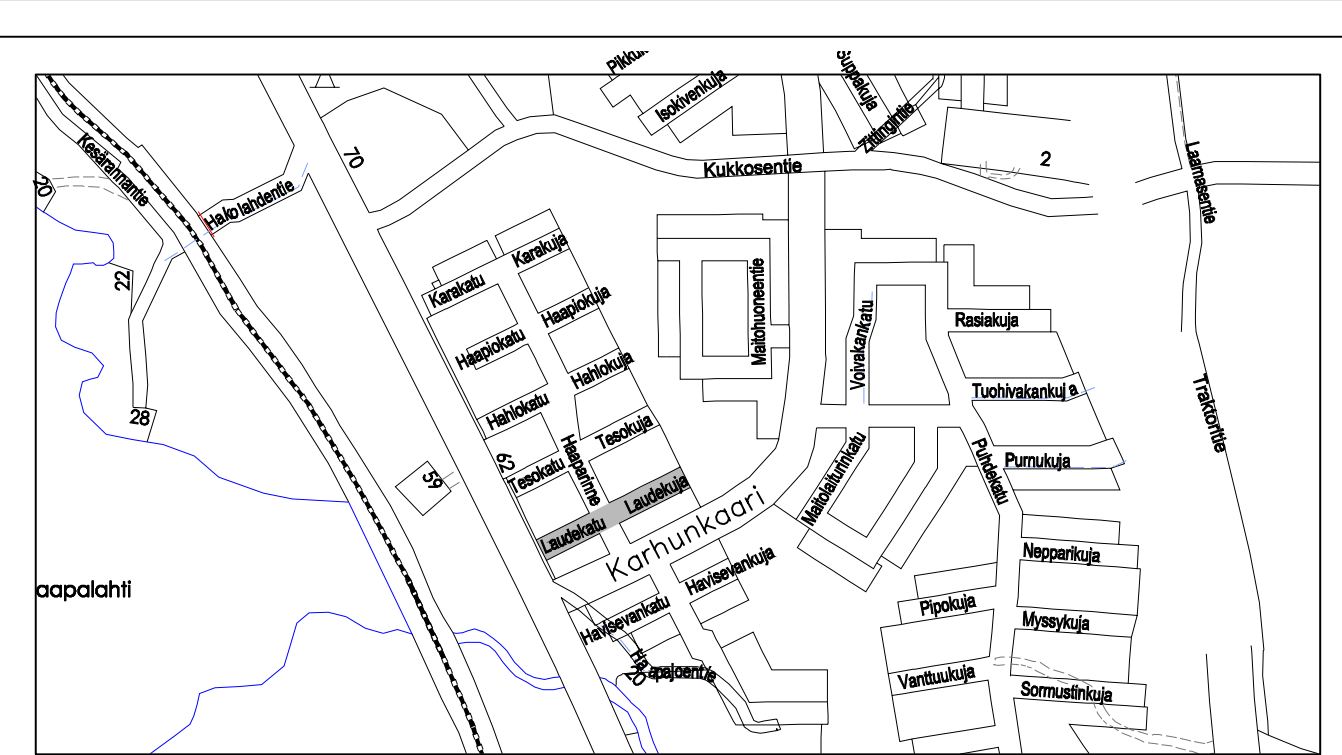 Isokivenkuja
Suppakuja
Zittingintie
Kukkosentie
2
70
Kesärannantie
20
Hakolahdentie
Laamasentie
22
Karakatu
Karakuja
Haapiokatu
Haapiokuja
Maitohuoneentie
Voivakankatu
Rasiakuja
Hahlokatu
Hahlokuja
Tuohivakankuja
Traktoritie
28
Tesokatu
Tesokuja
Haaparinne
62
59
Maitolaiturinkatu
Puhdekatu
Purnukuja
Laudekatu
Laudekuja
Karhunkaari
Nepparikuja
aapalahti
Havisevankatu
Havisevankuja
Pipokuja
Myssykuja
Vanttuukuja
Sormustinkuja